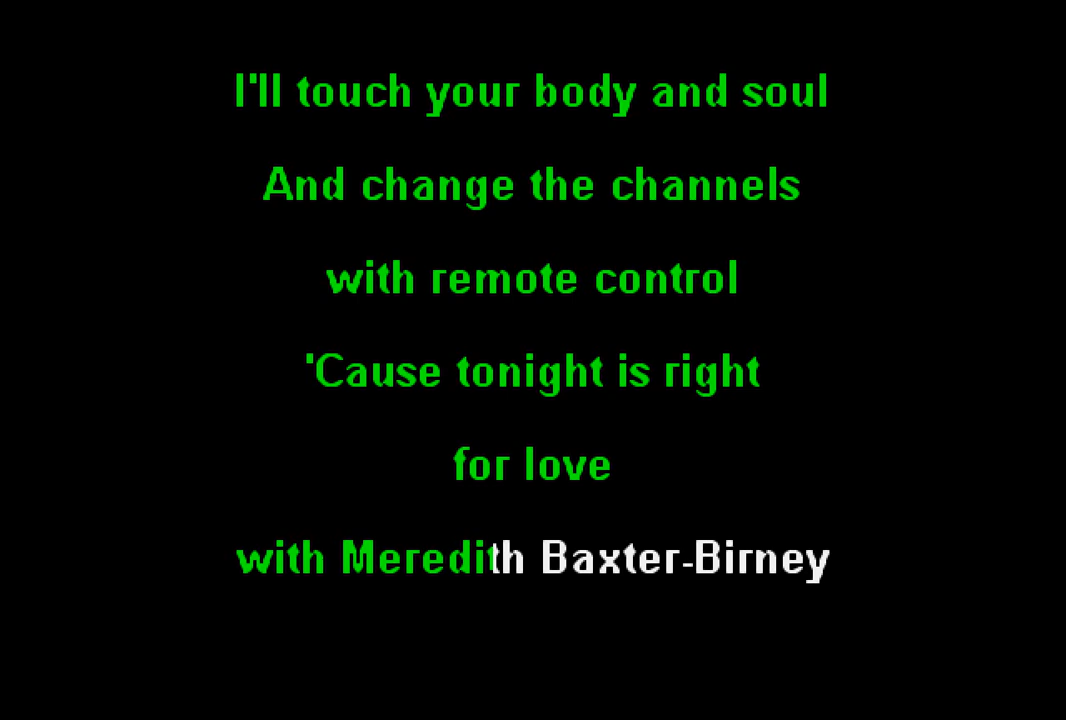 I'll touch your body and soul
And change the channels
with remote control
'Cause tonight is right
for love
with Meredith Baxter-Birney